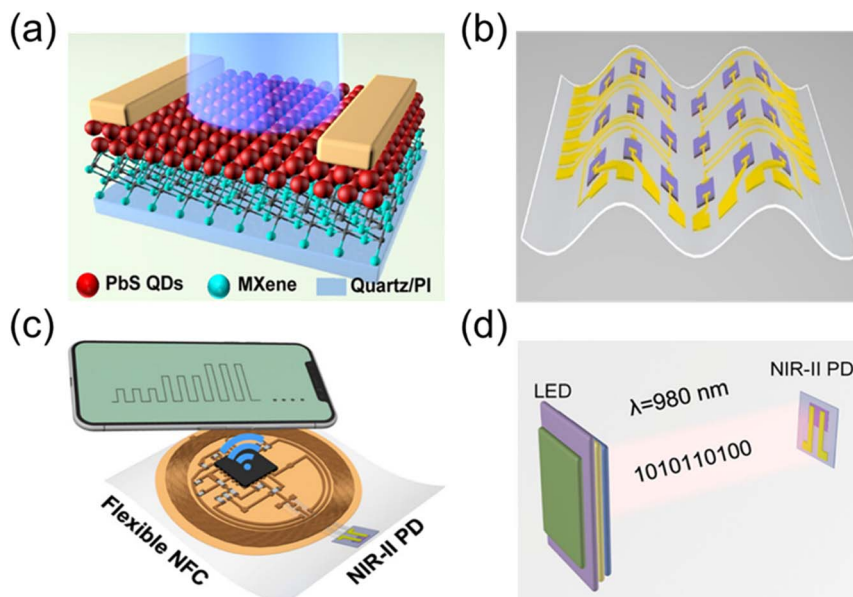 (a)
PbS QDs
MXene
Quartz/PI
(b)
(c)
Flexible NFC
NIR-II PD
(d)
LED
λ=980 nm
NIR-II PD
1010110100